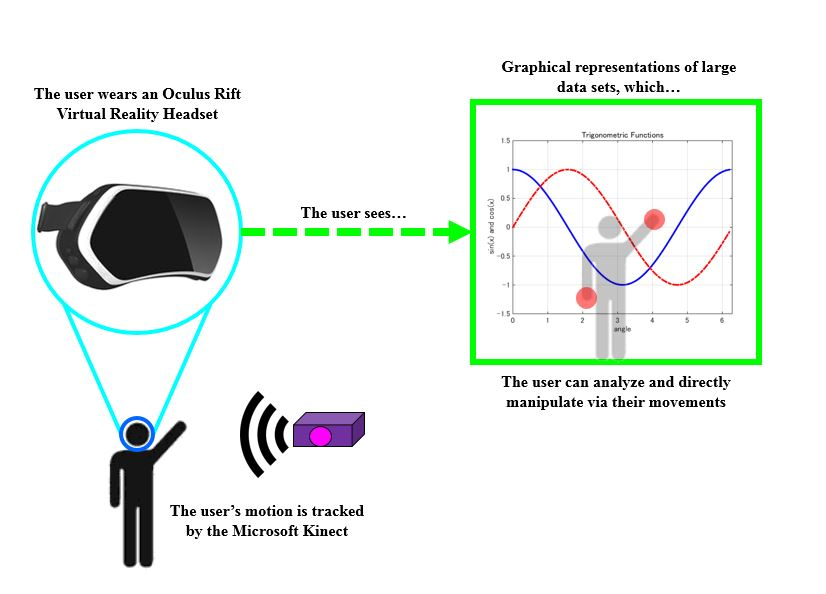 The user wears an Oculus Rift
Virtual Reality Headset
The user sees…
Graphical representations of large
data sets, which…
Trigonometric Functions
1.5
1
0.5
0
−0.5
−1
−1.5
sin(x) and cos(x)
0 1 2 3 4 5 6
angle
The user can analyze and directly
manipulate via their movements
The user’s motion is tracked
by the Microsoft Kinect